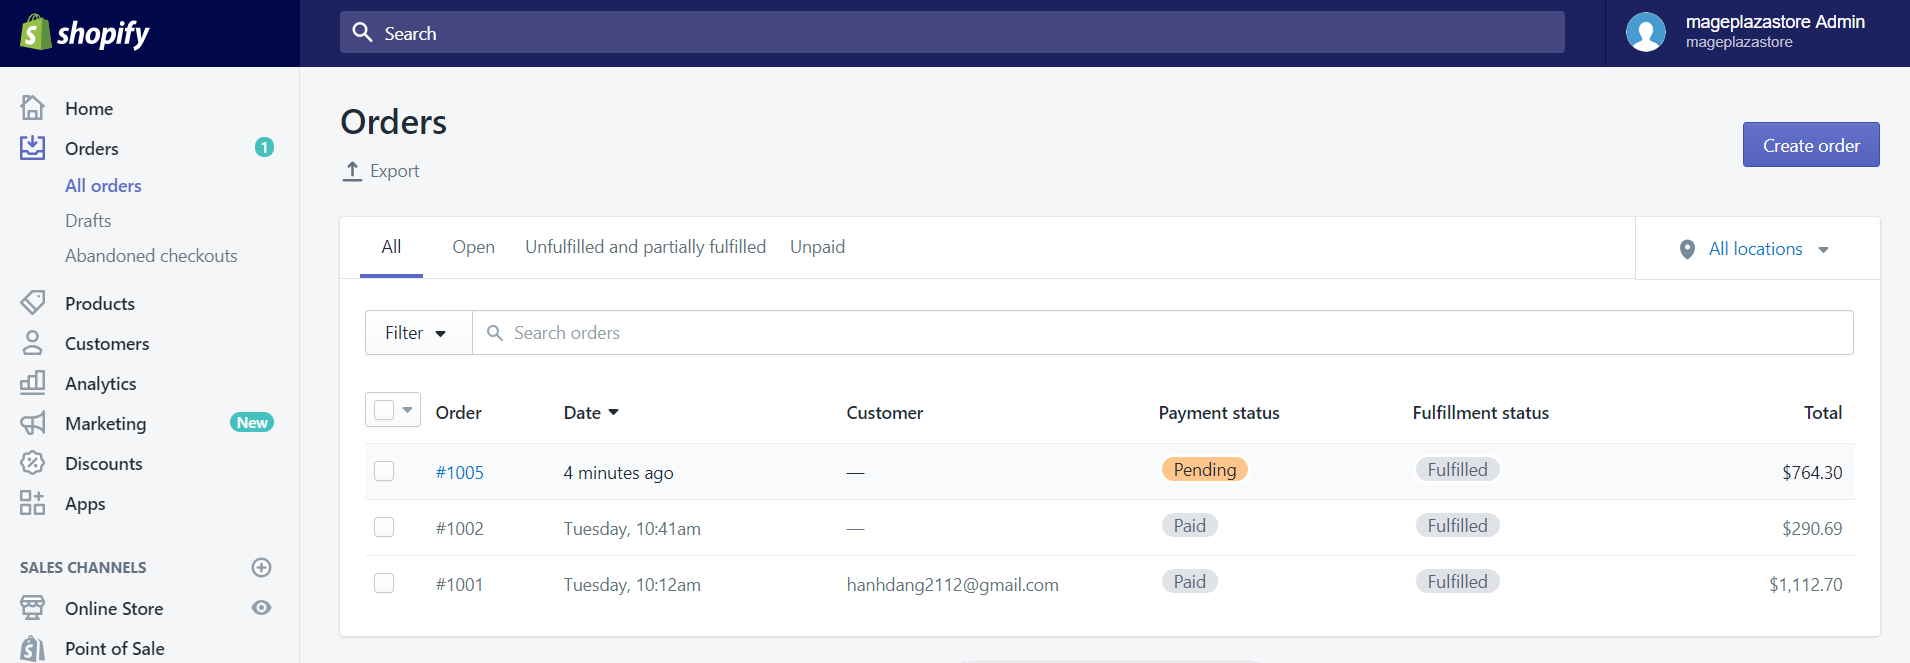 shopify
Search
mageplazastore Admin
mageplazastore
Home
Orders 1
All orders
Drafts
Abandoned checkouts
Products
Customers
Analytics
Marketing New
Discounts
Apps
SALES CHANNELS
Online Store
Point of Sale
Orders
Export
Create order
All Open Unfulfilled and partially fulfilled Unpaid All locations
Filter Search orders
Order Date Customer Payment status Fulfillment status Total
#1005 4 minutes ago — Pending Fulfilled $764.30
#1002 Tuesday, 10:41am — Paid Fulfilled $290.69
#1001 Tuesday, 10:12am hanhdang2112@gmail.com Paid Fulfilled $1,112.70